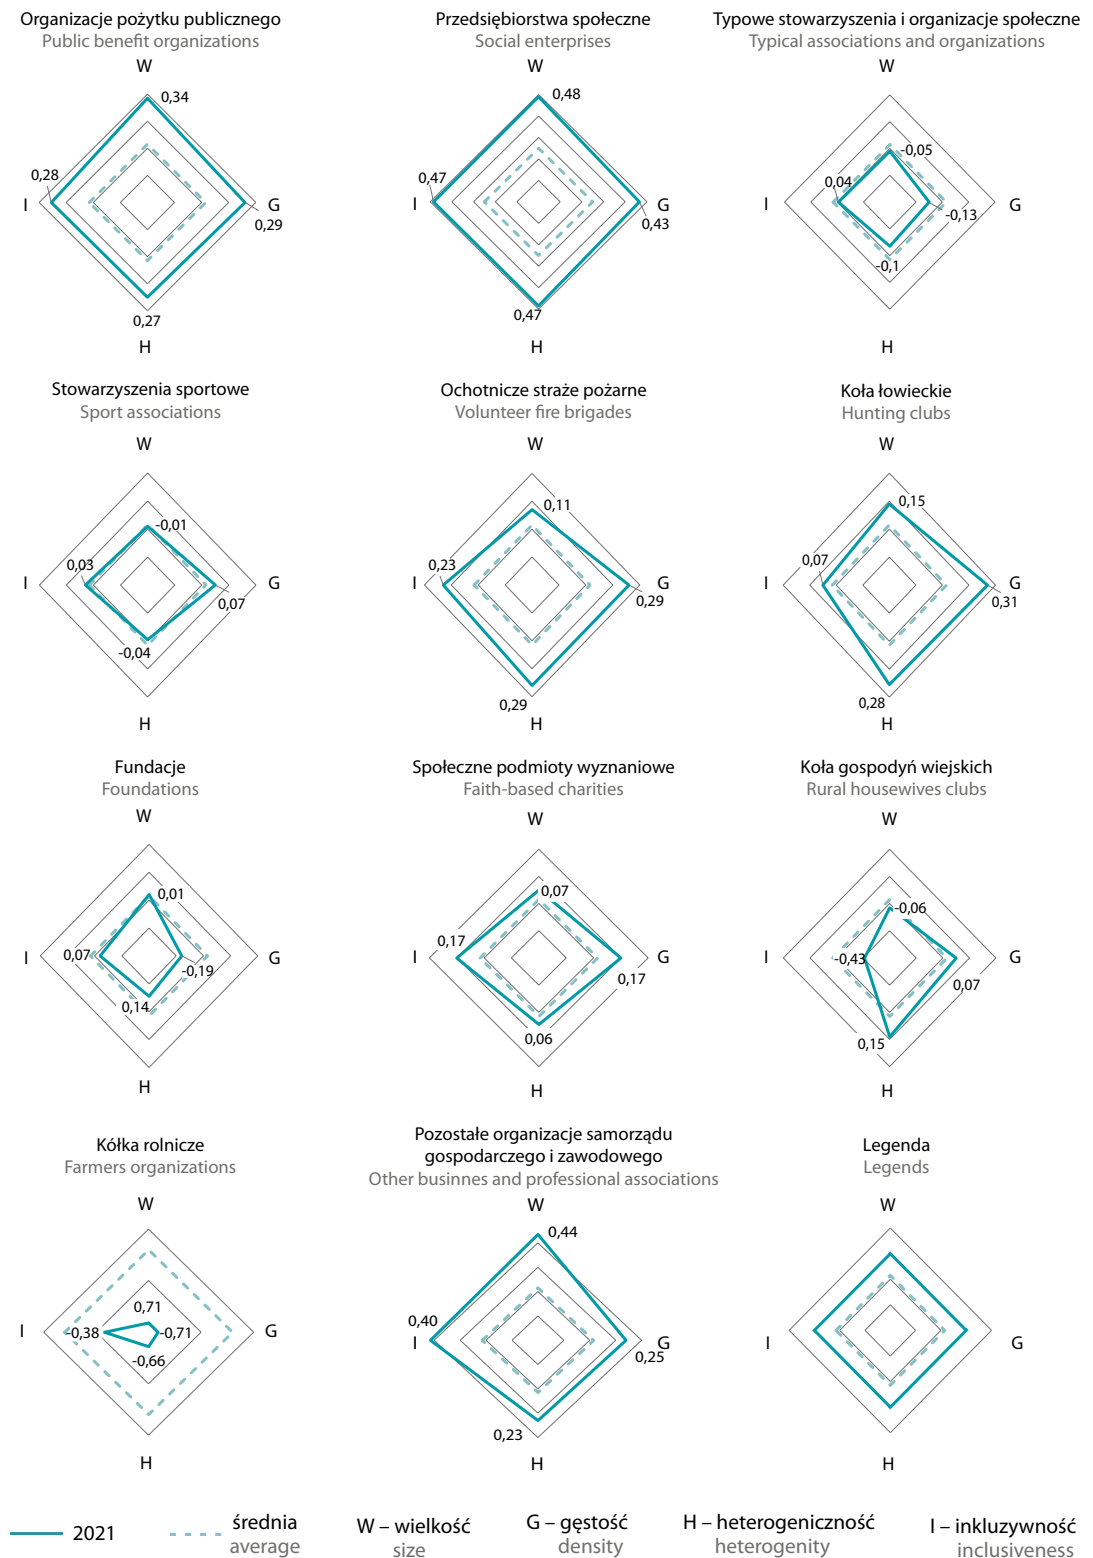 Organizacje pożytku publicznego
Public benefit organizations
W
0,34
0,28
I
G
0,29
0,27
H
Przedsiębiorstwa społeczne
Social enterprises
W
0,48
0,47
I
G
0,43
0,47
H
Typowe stowarzyszenia i organizacje społeczne
Typical associations and organizations
W
-0,05
0,04
I
G
-0,13
-0,1
H
Stowarzyszenia sportowe
Sport associations
W
-0,01
0,03
I
G
0,07
-0,04
H
Ochotnicze straże pożarne
Volunteer fire brigades
W
0,11
0,23
I
G
0,29
0,29
H
Koła łowieckie
Hunting clubs
W
0,15
0,07
I
G
0,31
0,28
H
Fundacje
Foundations
W
0,01
0,07
I
G
-0,19
0,14
H
Społeczne podmioty wyznaniowe
Faith-based charities
W
0,07
0,17
I
G
0,17
0,06
H
Koła gospodyń wiejskich
Rural housewives clubs
W
-0,06
-0,43
I
G
0,07
0,15
H
Kółka rolnicze
Farmers organizations
W
0,71
I
-0,38
-0,71
G
-0,66
H
Pozostałe organizacje samorządu
gospodarczego i zawodowego
Other businnes and professional associations
W
0,44
0,40
I
G
0,25
0,23
H
Legenda
Legends
W
I
G
H
2021
średnia
average
W – wielkość
size
G – gęstość
density
H – heterogeniczność
heterogenity
I – inkluzywność
inclusiveness